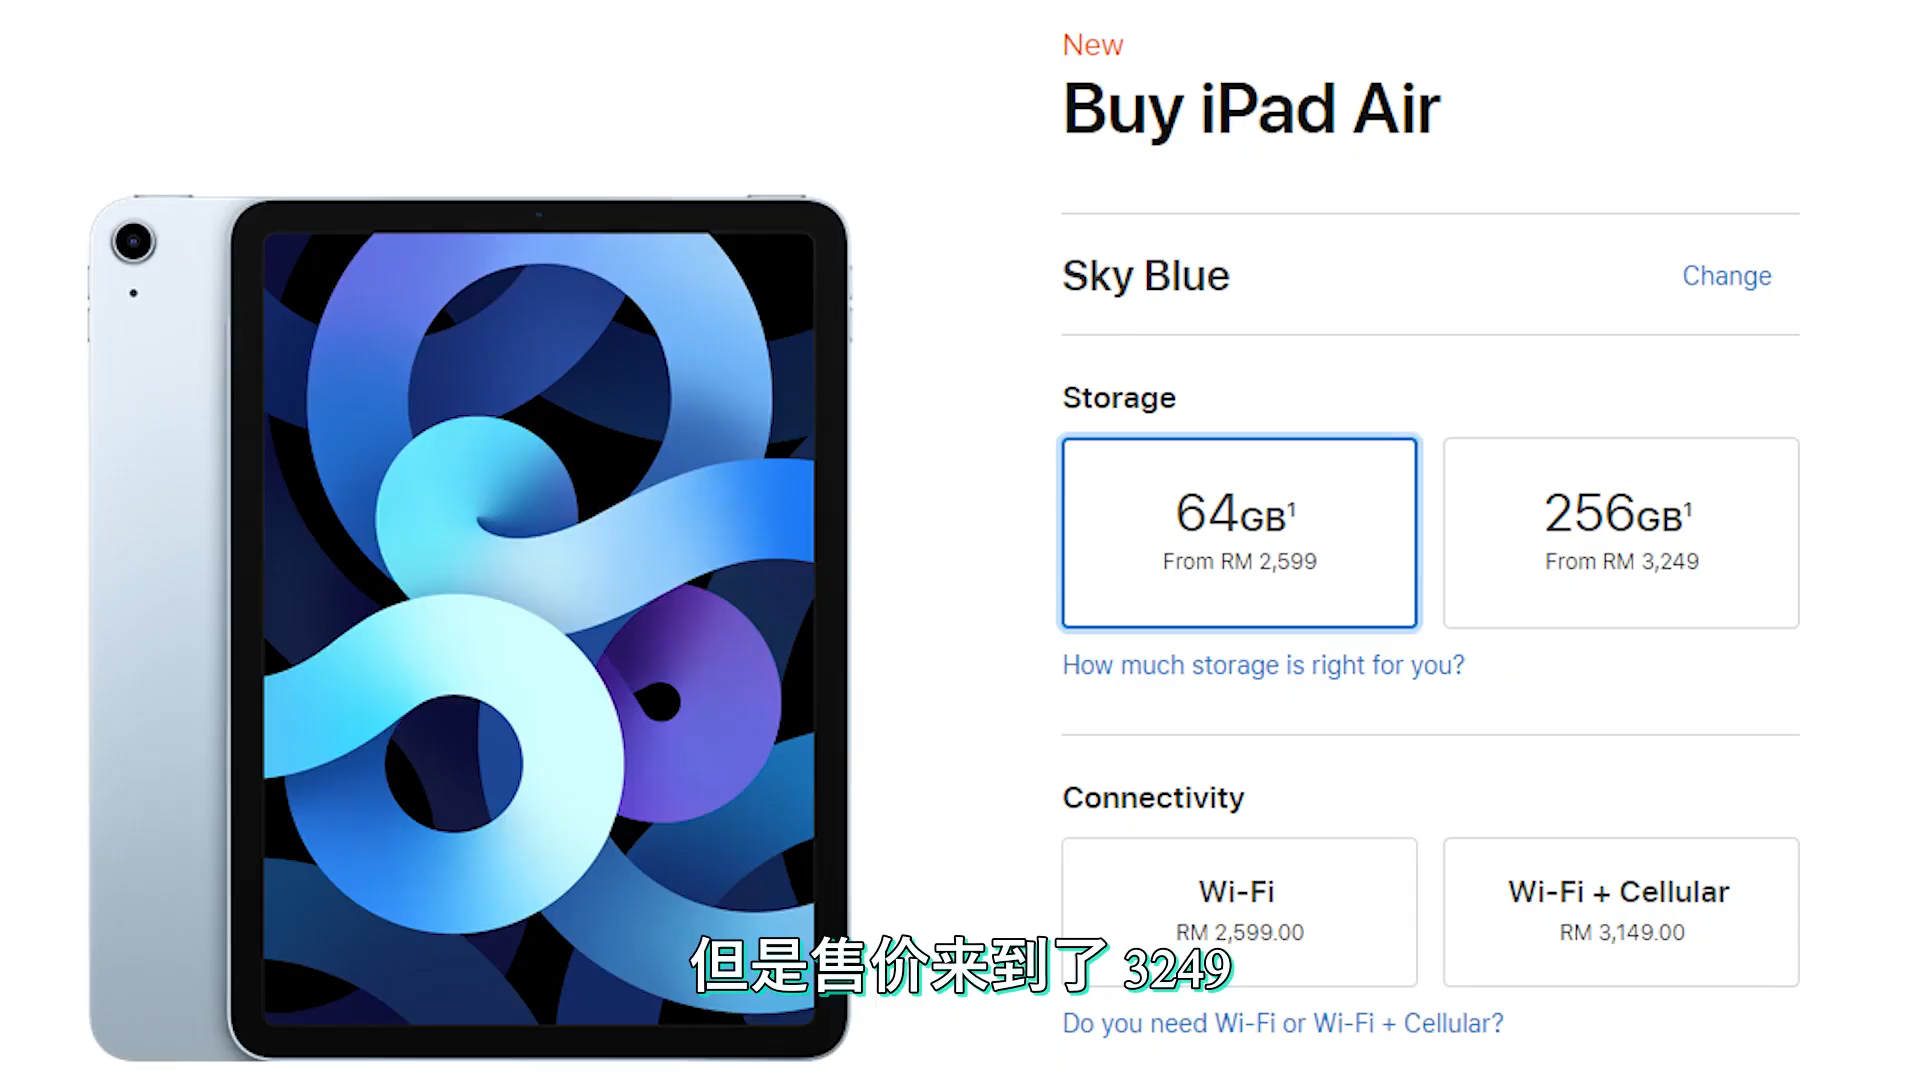 New
Buy iPad Air
Sky Blue
Change
Storage
64GB¹
From RM 2,599
256GB¹
From RM 3,249
How much storage is right for you?
Connectivity
Wi-Fi
RM 2,599.00
Wi-Fi + Cellular
RM 3,149.00
但是售价来到了 3249
Do you need Wi-Fi or Wi-Fi + Cellular?